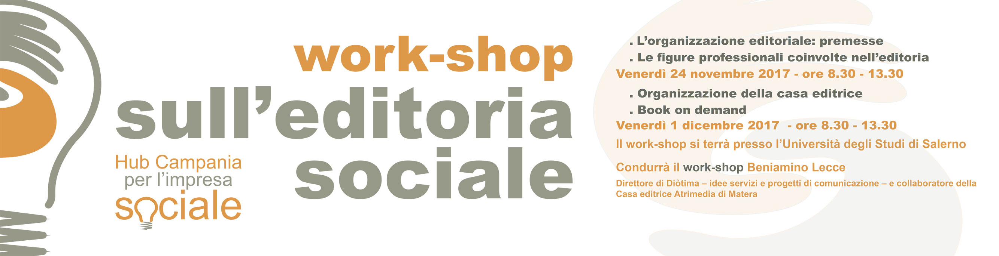 work-shop
sull’editoria
sociale
Hub Campania
per l’impresa
sociale
. L’organizzazione editoriale: premesse
. Le figure professionali coinvolte nell’editoria
Venerdì 24 novembre 2017 - ore 8.30 - 13.30
. Organizzazione della casa editrice
. Book on demand
Venerdì 1 dicembre 2017 - ore 8.30 - 13.30
Il work-shop si terrà presso l’Università degli Studi di Salerno
Condurrà il work-shop Beniamino Lecce
Direttore di Diòtima – idee servizi e progetti di comunicazione – e collaboratore della
Casa editrice Atrimedia di Matera